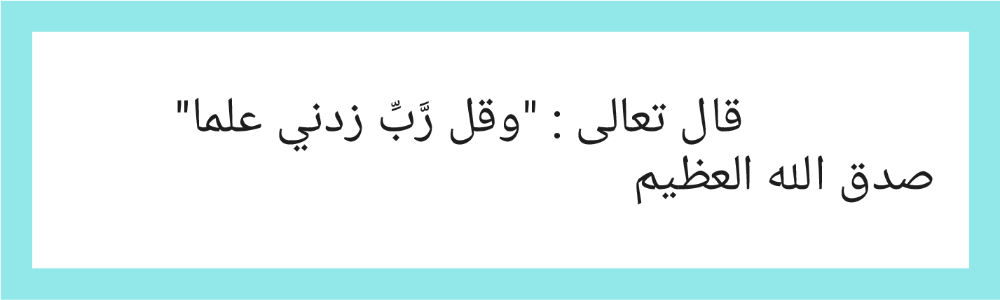 قال تعالى : "وقل رَّبِّ زدني علما"
صدق الله العظيم